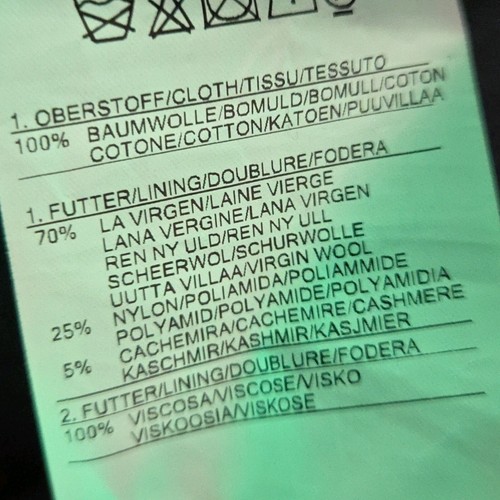 1. OBERSTOFF/CLOTH/TISSU/TESSUTO
100% BAUMWOLLE/BOMULD/BOMULL/COTON
COTONE/COTTON/KATOEN/PUUVILLAA
1. FUTTER/LINING/DOUBLURE/FODERA
70% LA VIRGEN/LAINE VIERGE
LANA VERGINE/LANA VIRGEN
REN NY ULD/REN NY ULL
SCHEERWOL/SCHURWOLLE
UUTTA VILLAA/VIRGIN WOOL
25% NYLON/POLIAMIDA/POLIAMMIDE
POLYAMID/POLYAMIDE/POLYAMIDIA
5% CACHEMIRA/CACHEMIRE/CASHMERE
KASCHMIR/KASHMIR/KASJMIER
2. FUTTER/LINING/DOUBLURE/FODERA
100% VISCOSA/VISCOSE/VISKO
VISKOOSIA/VISKOSE